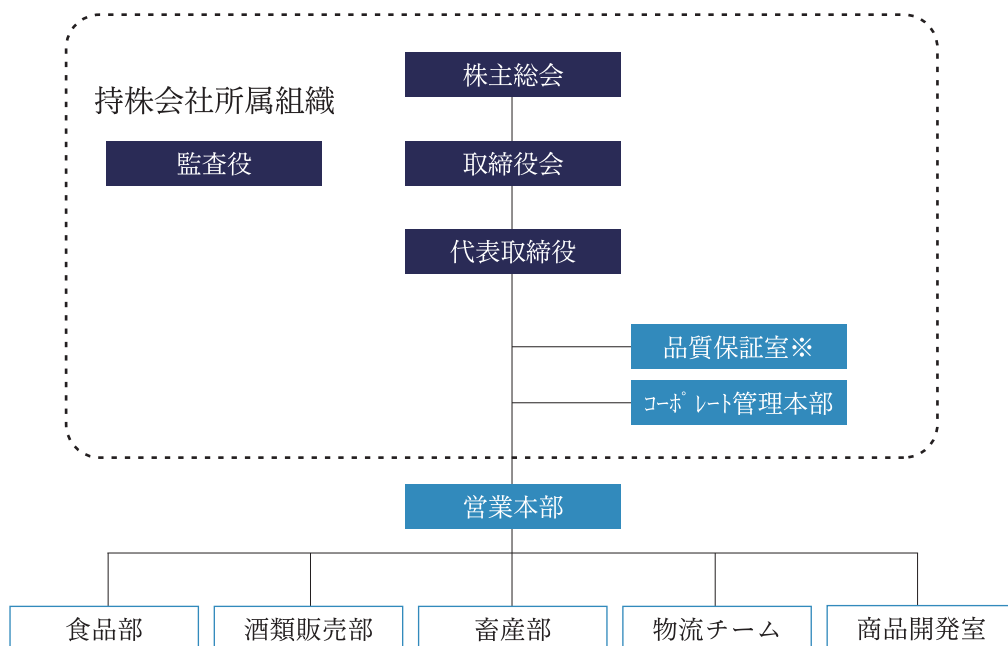 株主総会
持株会社所属組織
監査役
取締役会
代表取締役
品質保証室※
ｺｰﾎﾟﾚｰﾄ管理本部
営業本部
食品部
酒類販売部
畜産部
物流チーム
商品開発室